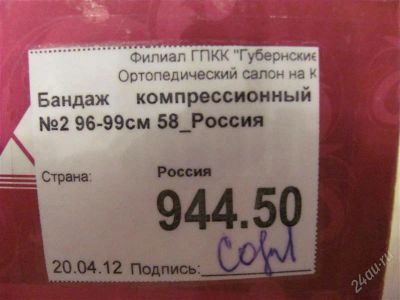 Филиал ГПКК "Губернские
Ортопедический салон на К
Бандаж компрессионный
№2 96-99см 58_Россия
Россия
Страна:
944.50
20.04.12 Подпись:
24au.ru